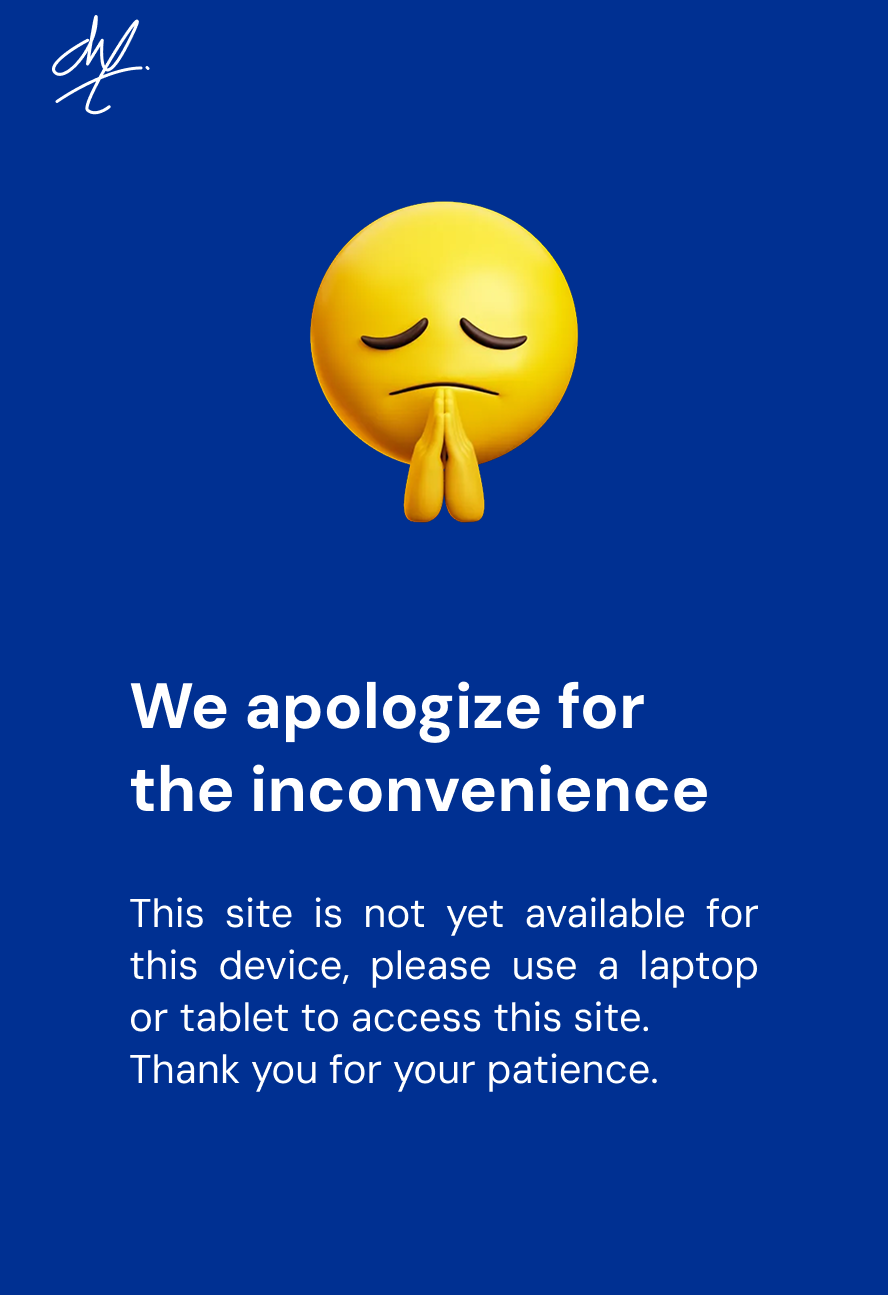 We apologize for
the inconvenience
This site is not yet available for
this device, please use a laptop
or tablet to access this site.
Thank you for your patience.